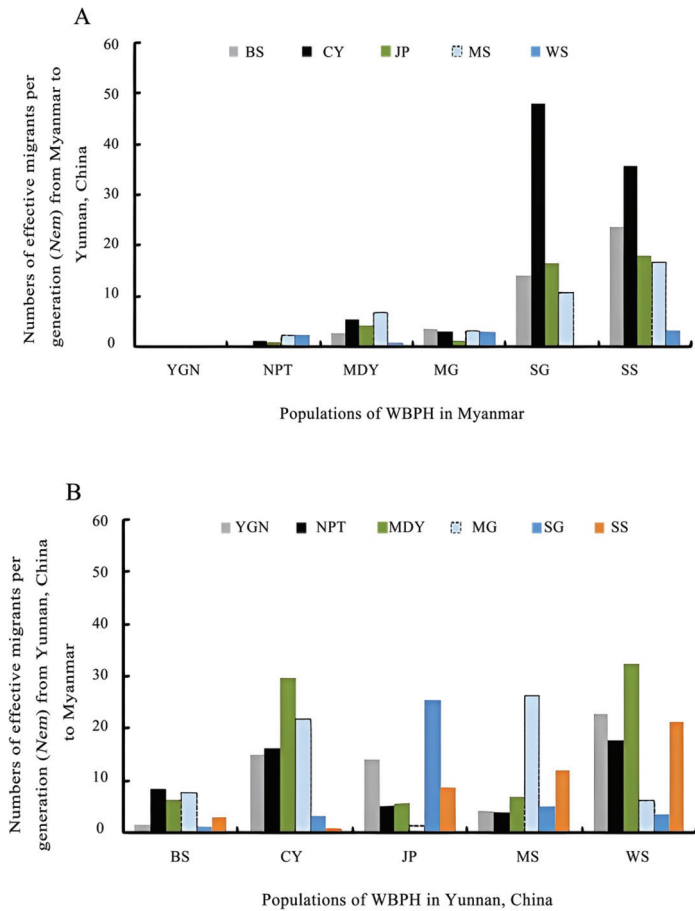 A
Numbers of effective migrants per
generation (Nem) from Myanmar to
Yunnan, China
60
50
40
30
20
10
0
BS CY JP MS WS
YGN NPT MDY MG SG SS
Populations of WBPH in Myanmar
B
Numbers of effective migrants per
generation (Nem) from Yunnan, China
to Myanmar
60
50
40
30
20
10
0
YGN NPT MDY MG SG SS
BS CY JP MS WS
Populations of WBPH in Yunnan, China